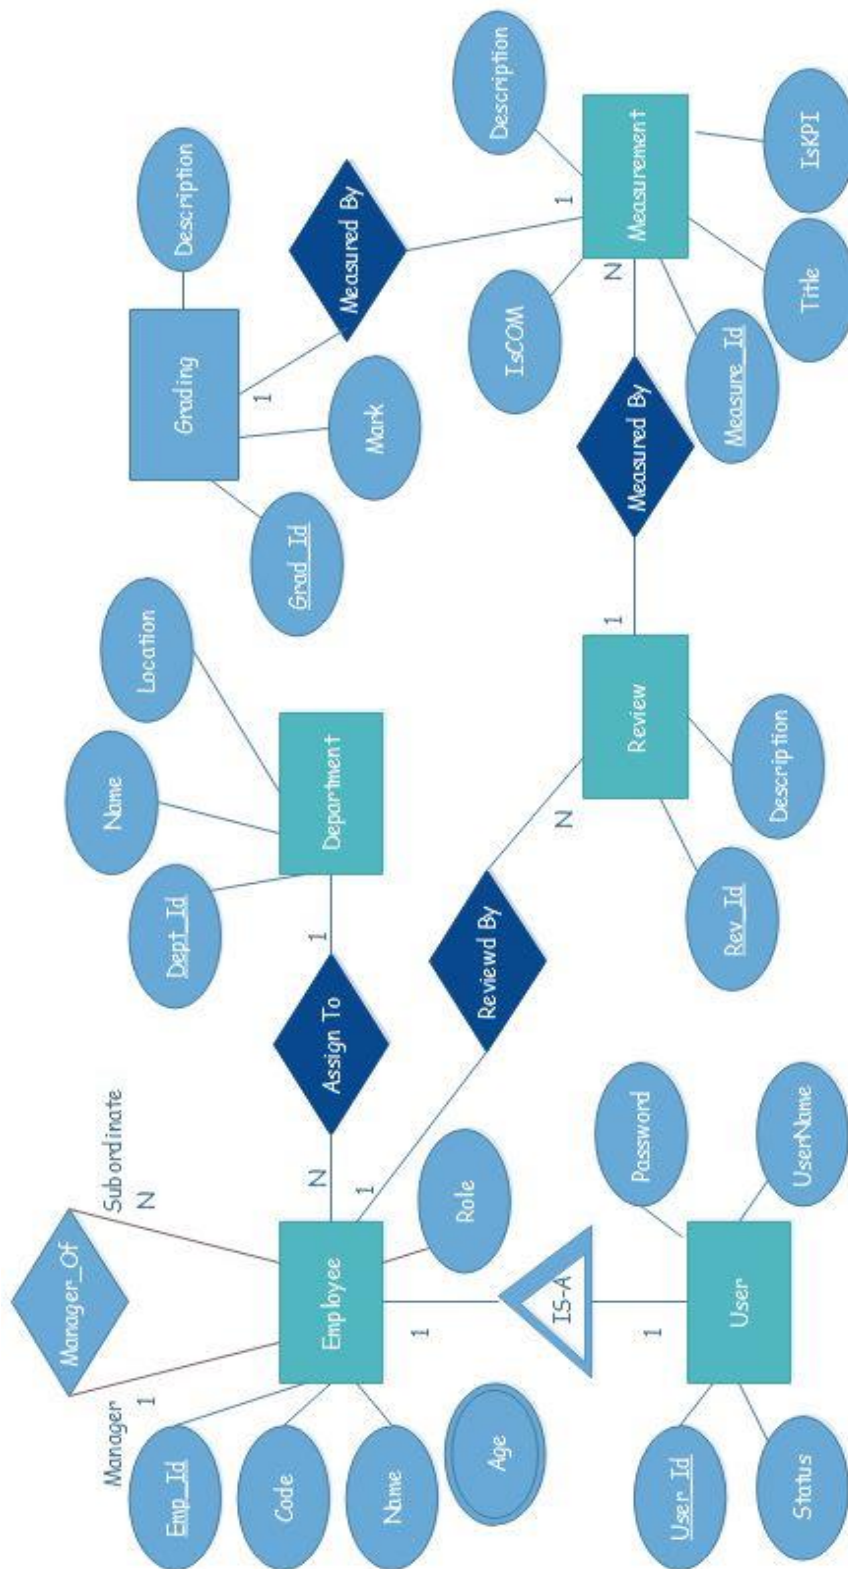 Manager
Manager_Of
Subordinate
1
N
Emp_Id
Code
Name
Age
Employee
Role
N
Assign To
1
Dept_Id
Name
Location
Department
Grad_Id
Mark
Grading
Description
1
Measured By
1
1
Reviewd By
N
IS-A
1
1
User_Id
Status
User
Password
UserName
Rev_Id
Description
Review
1
Measured By
N
IsCOM
Description
Measurement
Measure_Id
Title
IsKPI